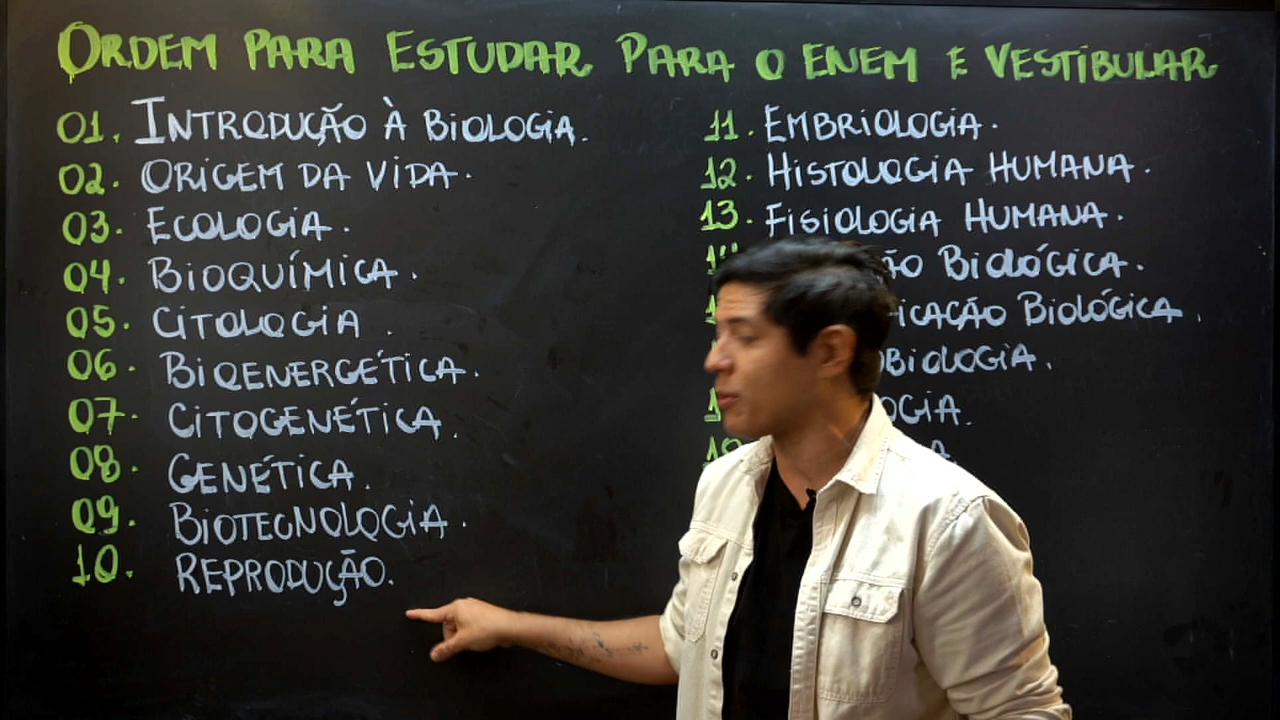 ORDEM PARA ESTUDAR PARA O ENEM E VESTIBULAR
01. INTRODUÇÃO À BIOLOGIA.
02. ORIGEM DA VIDA.
03. ECOLOGIA.
04. BIOQUÍMICA.
05. CITOLOGIA.
06. BIOENERGÉTICA.
07. CITOGENÉTICA.
08. GENÉTICA.
09. BIOTECNOLOGIA.
10. REPRODUÇÃO.
11. EMBRIOLOGIA.
12. HISTOLOGIA HUMANA.
13. FISIOLOGIA HUMANA.
BIOLÓGICA.
BIOLÓGICA.